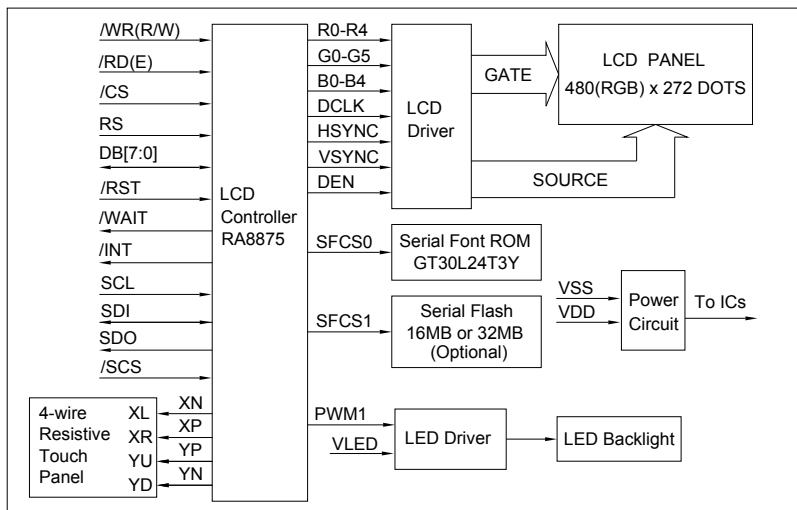 /WR(R/W)
/RD(E)
/CS
RS
DB[7:0]
/RST
/WAIT
/INT
SCL
SDI
SDO
/SCS
4-wire
Resistive
Touch
Panel
XL
XR
YU
YD
XN
XP
YP
YN
LCD
Controller
RA8875
R0-R4
G0-G5
B0-B4
DCLK
HSYNC
VSYNC
DEN
LCD
Driver
GATE
SOURCE
LCD PANEL
480(RGB) x 272 DOTS
SFCS0
Serial Font ROM
GT30L24T3Y
SFCS1
Serial Flash
16MB or 32MB
(Optional)
VSS
VDD
Power
Circuit
To ICs
PWM1
VLED
LED Driver
LED Backlight